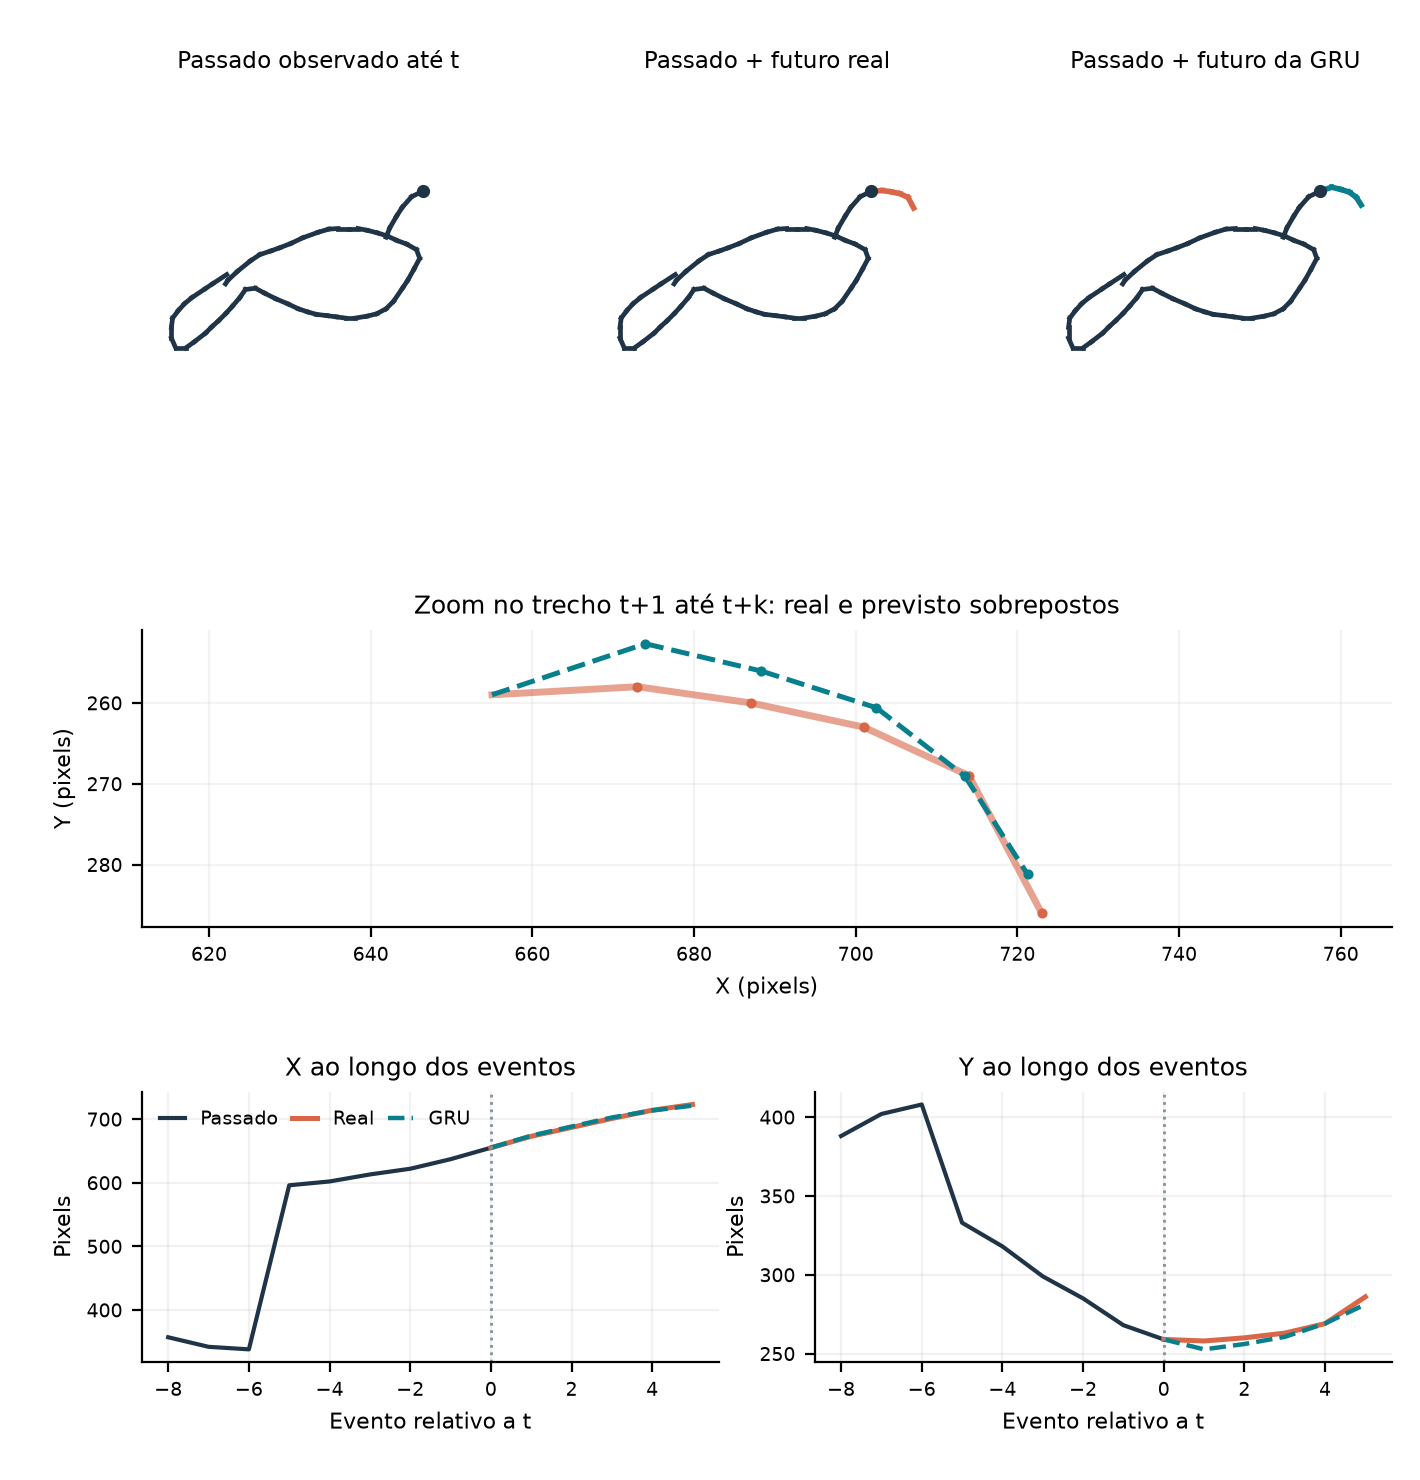 Passado observado até t
Passado + futuro real
Passado + futuro da GRU
Zoom no trecho t+1 até t+k: real e previsto sobrepostos
Y (pixels)
260
270
280
620 640 660 680 700 720 740 760
X (pixels)
X ao longo dos eventos
Passado Real GRU
Pixels
700
600
500
400
−8 −6 −4 −2 0 2 4
Evento relativo a t
Y ao longo dos eventos
Pixels
400
350
300
250
−8 −6 −4 −2 0 2 4
Evento relativo a t